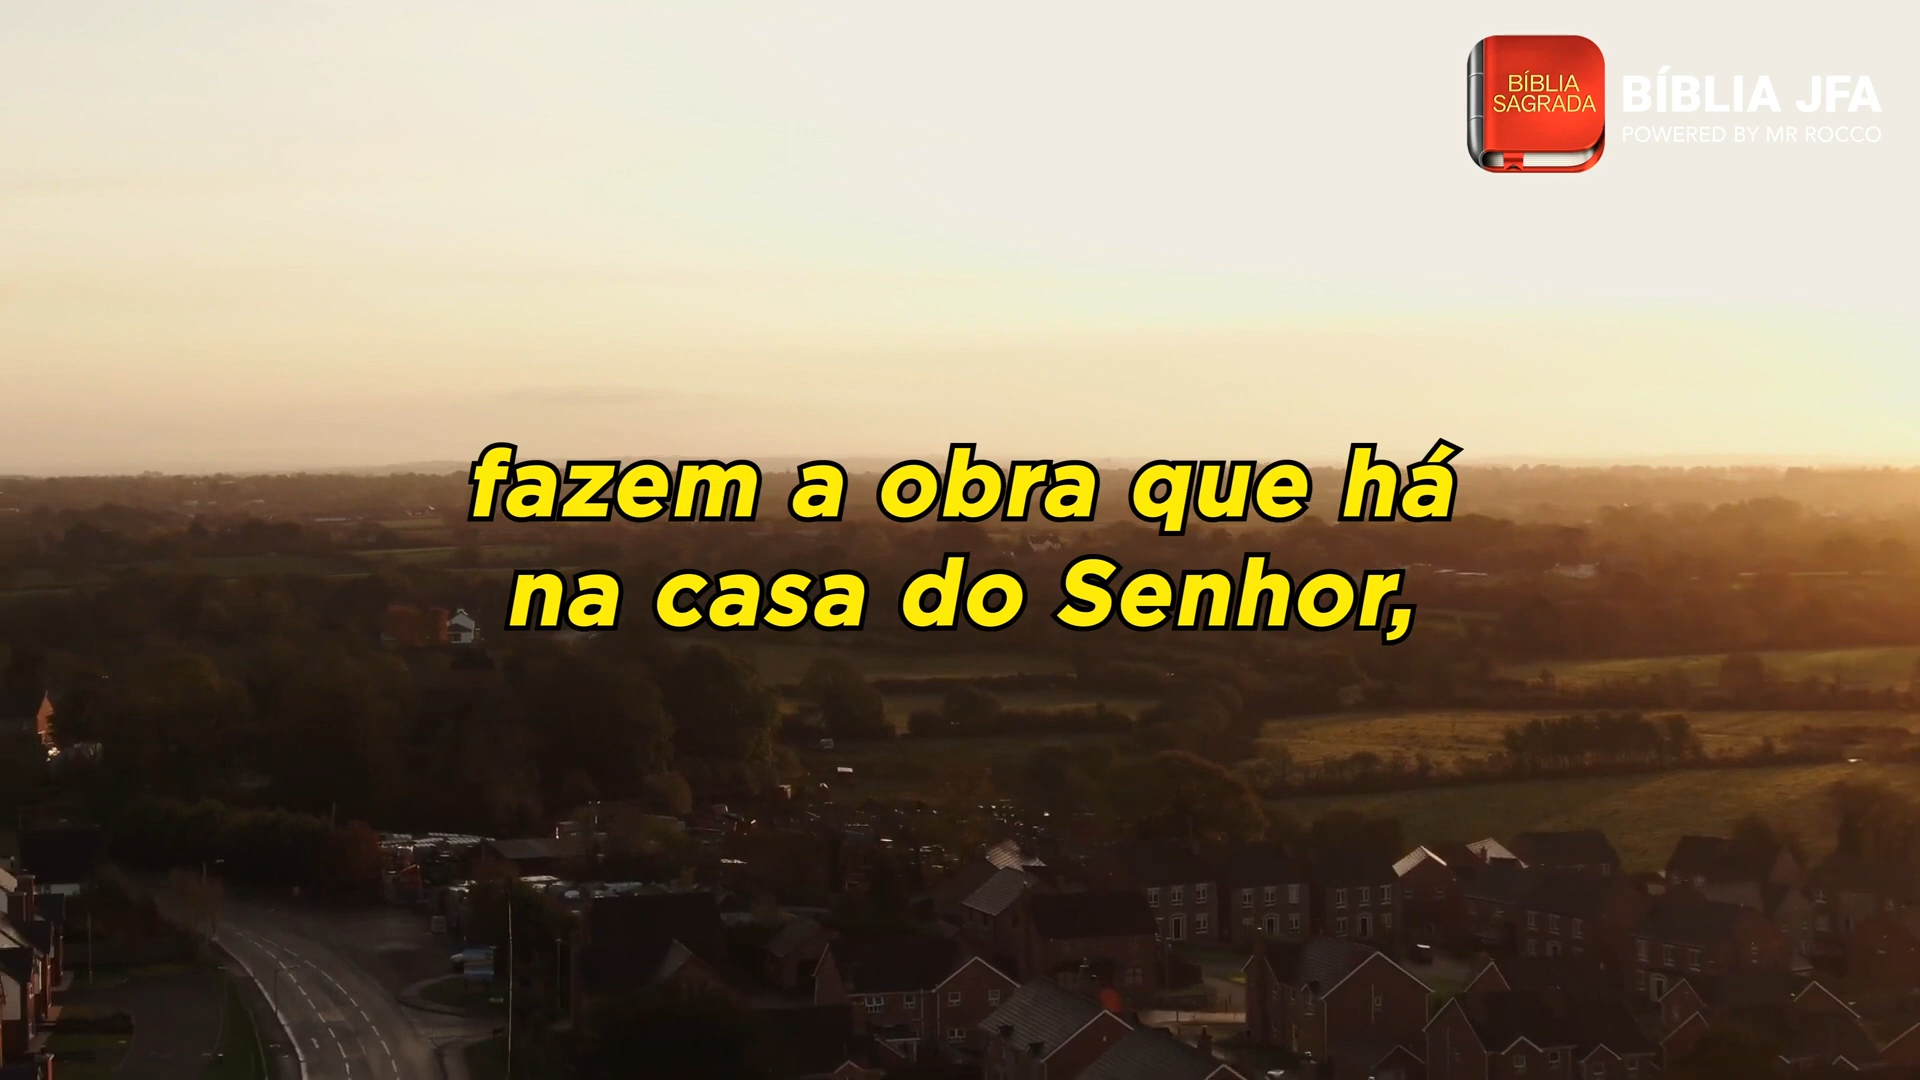 BÍBLIA
SAGRADA
BÍBLIA JFA
POWERED BY MR ROCCO
fazem a obra que há
na casa do Senhor,